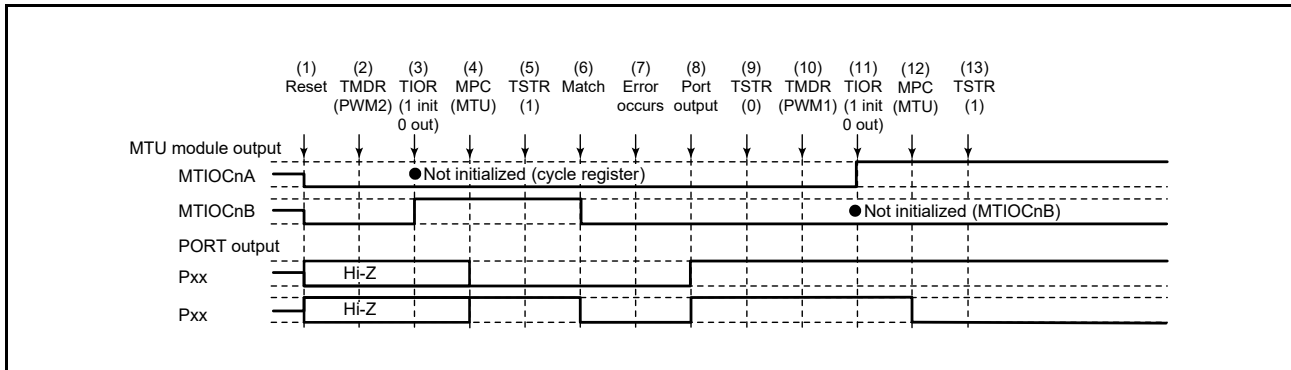 (1) (2) (3) (4) (5) (6) (7) (8) (9) (10) (11) (12) (13)
Reset TMDR TIOR MPC TSTR Match Error Port TSTR TMDR TIOR MPC TSTR
(PWM2) (1 init (MTU) (1) occurs output (0) (PWM1) (1 init (MTU) (1)
0 out) 0 out)
MTU module output
MTIOCnA ●Not initialized (cycle register)
MTIOCnB ●Not initialized (MTIOCnB)
PORT output
Pxx Hi-Z
Pxx Hi-Z